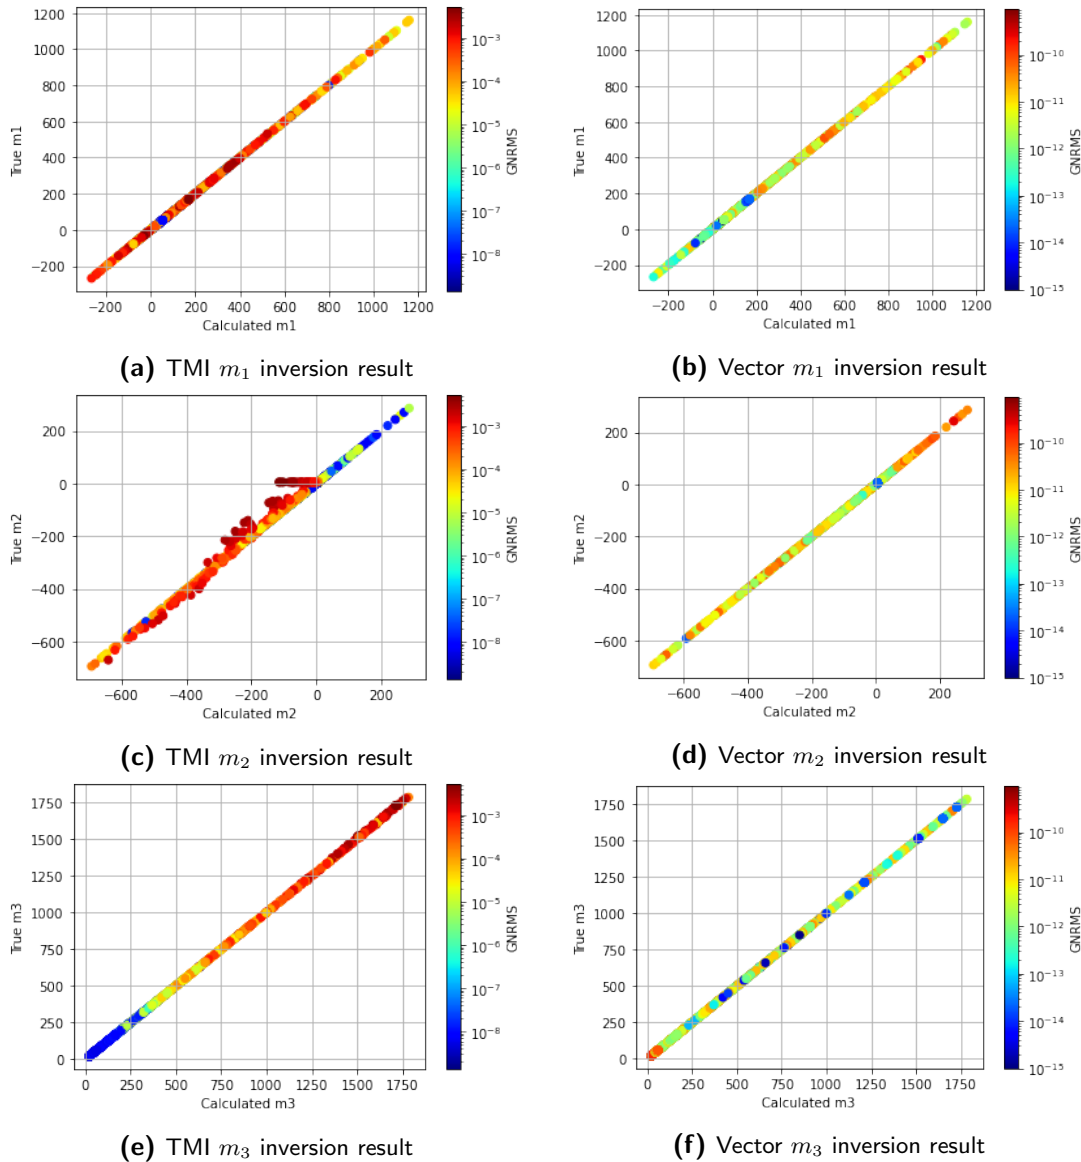 1200
1000
800
600
400
200
0
−200
True m1
−200 0 200 400 600 800 1000 1200
Calculated m1
10⁻³
10⁻⁴
10⁻⁵
10⁻⁶
10⁻⁷
10⁻⁸
GNRMS
(a) TMI m₁ inversion result
1200
1000
800
600
400
200
0
−200
True m1
−200 0 200 400 600 800 1000 1200
Calculated m1
10⁻¹⁰
10⁻¹¹
10⁻¹²
10⁻¹³
10⁻¹⁴
10⁻¹⁵
GNRMS
(b) Vector m₁ inversion result
200
0
−200
−400
−600
True m2
−600 −400 −200 0 200
Calculated m2
10⁻³
10⁻⁴
10⁻⁵
10⁻⁶
10⁻⁷
10⁻⁸
GNRMS
(c) TMI m₂ inversion result
200
0
−200
−400
−600
True m2
−600 −400 −200 0 200
Calculated m2
10⁻¹⁰
10⁻¹¹
10⁻¹²
10⁻¹³
10⁻¹⁴
10⁻¹⁵
GNRMS
(d) Vector m₂ inversion result
1750
1500
1250
1000
750
500
250
0
True m3
0 250 500 750 1000 1250 1500 1750
Calculated m3
10⁻³
10⁻⁴
10⁻⁵
10⁻⁶
10⁻⁷
10⁻⁸
GNRMS
(e) TMI m₃ inversion result
1750
1500
1250
1000
750
500
250
0
True m3
0 250 500 750 1000 1250 1500 1750
Calculated m3
10⁻¹⁰
10⁻¹¹
10⁻¹²
10⁻¹³
10⁻¹⁴
10⁻¹⁵
GNRMS
(f) Vector m₃ inversion result